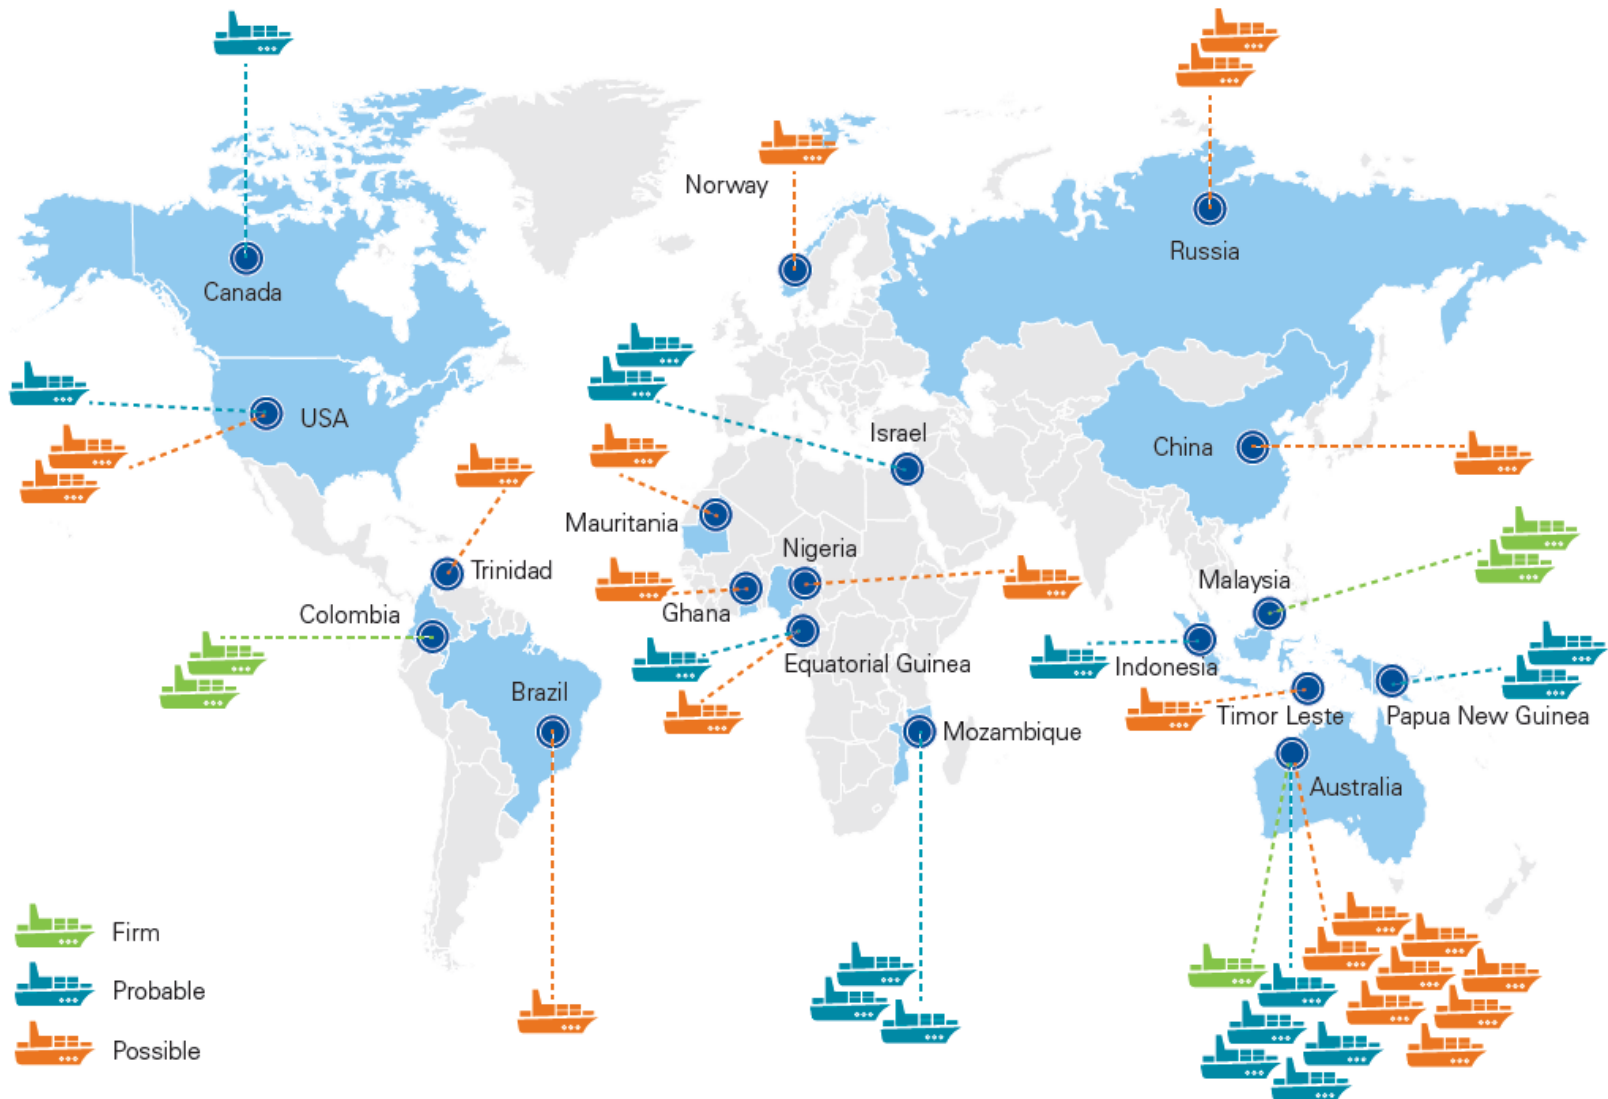 Norway
Russia
Canada
USA
Israel
China
Mauritania
Nigeria
Trinidad
Malaysia
Colombia
Ghana
Equatorial Guinea
Indonesia
Brazil
Timor Leste
Papua New Guinea
Mozambique
Australia
Firm
Probable
Possible